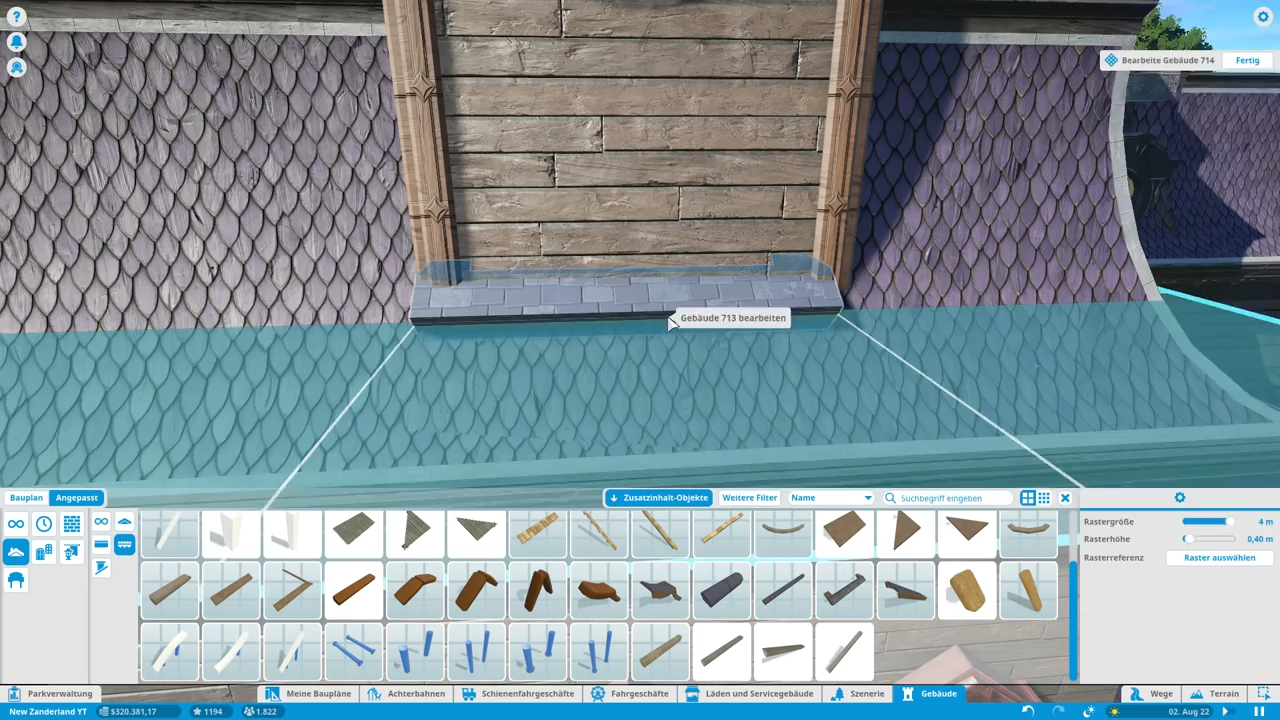 Bearbeite Gebäude 714
Fertig
Gebäude 713 bearbeiten
Bauplan
Angepasst
Zusatzinhalt-Objekte
Weitere Filter
Name
Suchbegriff eingeben
Rastergröße
4 m
Rasterhöhe
0,40 m
Rasterreferenz
Raster auswählen
Parkverwaltung
Meine Baupläne
Achterbahnen
Schienenfahrgeschäfte
Fahrgeschäfte
Läden und Servicegebäude
Szenerie
Gebäude
Wege
Terrain
New Zanderland YT
$320.381,17
1194
1.822
02. Aug 22